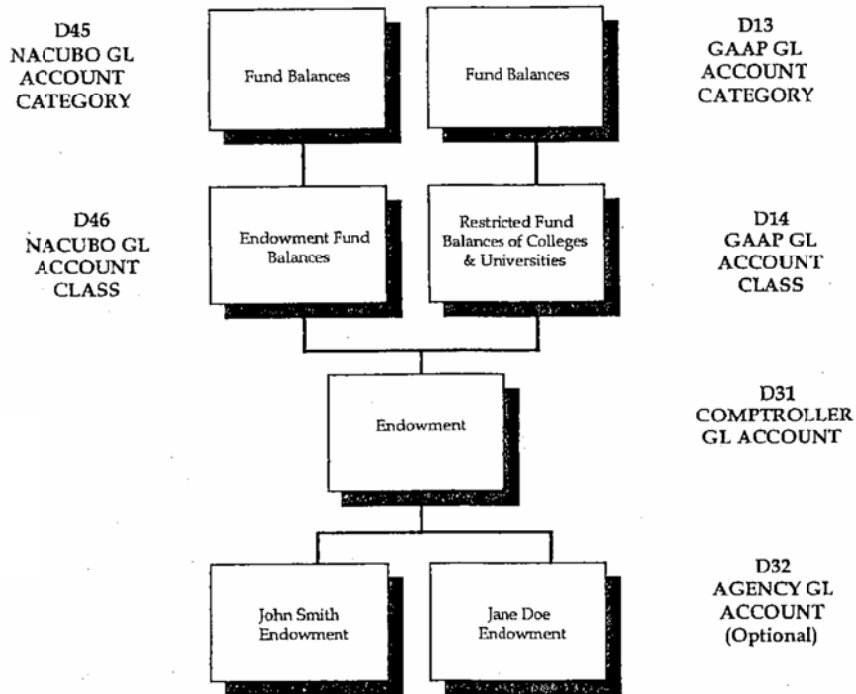 D45
NACUBO GL
ACCOUNT
CATEGORY
Fund Balances
Fund Balances
D13
GAAP GL
ACCOUNT
CATEGORY
D46
NACUBO GL
ACCOUNT
CLASS
Endowment Fund
Balances
Restricted Fund
Balances of Colleges
& Universities
D14
GAAP GL
ACCOUNT
CLASS
Endowment
D31
COMPTROLLER
GL ACCOUNT
John Smith
Endowment
Jane Doe
Endowment
D32
AGENCY GL
ACCOUNT
(Optional)